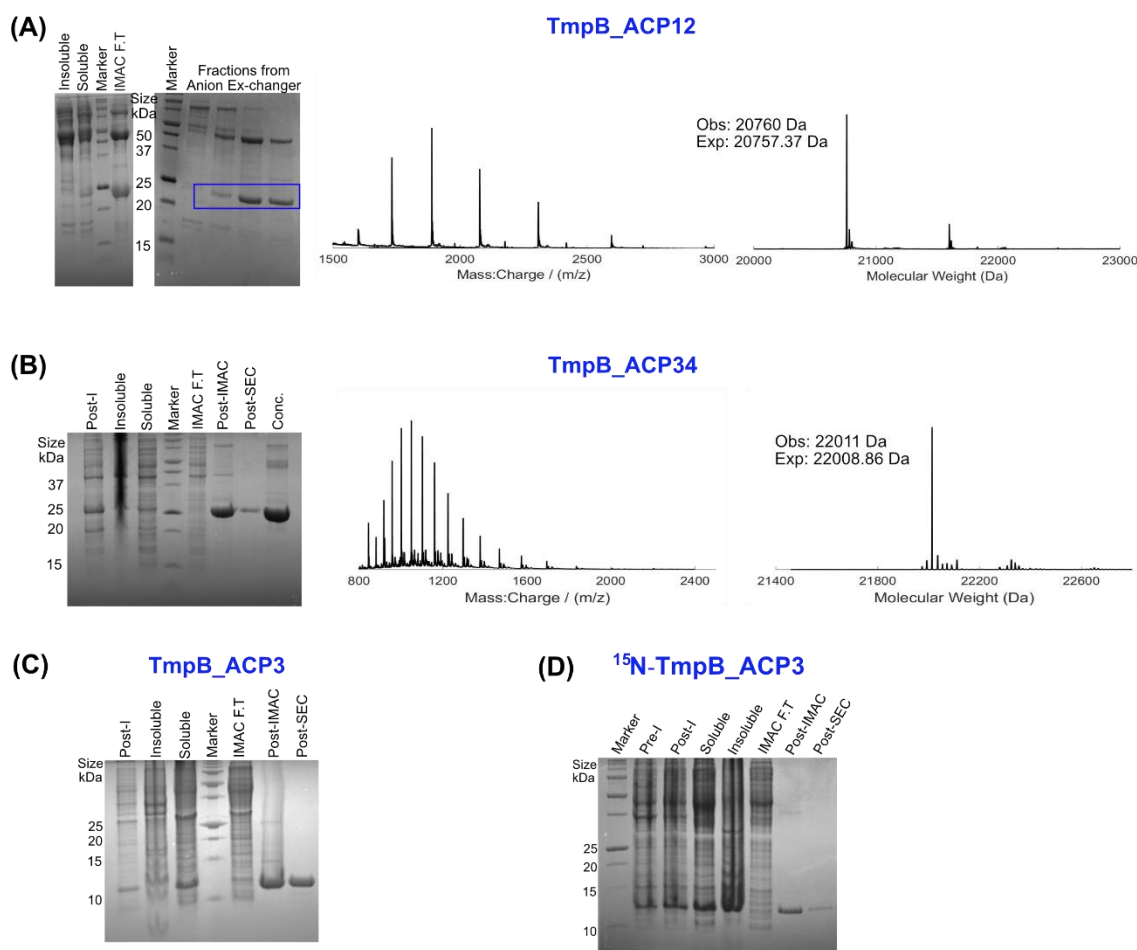 (A)
TmpB_ACP12
Insoluble
Soluble
Marker
IMAC F.T
Marker
Fractions from
Anion Ex-changer
Size
kDa
50
37
25
20
15
Obs: 20760 Da
Exp: 20757.37 Da
1500 2000 2500 3000
Mass:Charge / (m/z)
20000 21000 22000 23000
Molecular Weight (Da)
(B)
TmpB_ACP34
Post-I
Insoluble
Soluble
Marker
IMAC F.T
Post-IMAC
Post-SEC
Conc.
Size
kDa
37
25
20
15
Obs: 22011 Da
Exp: 22008.86 Da
800 1200 1600 2000 2400
Mass:Charge / (m/z)
21400 21800 22200 22600
Molecular Weight (Da)
(C)
TmpB_ACP3
Post-I
Insoluble
Soluble
Marker
IMAC F.T
Post-IMAC
Post-SEC
Size
kDa
25
20
15
10
(D)
¹⁵N-TmpB_ACP3
Marker
Pre-I
Post-I
Soluble
Insoluble
IMAC F.T
Post-IMAC
Post-SEC
Size
kDa
25
20
15
10